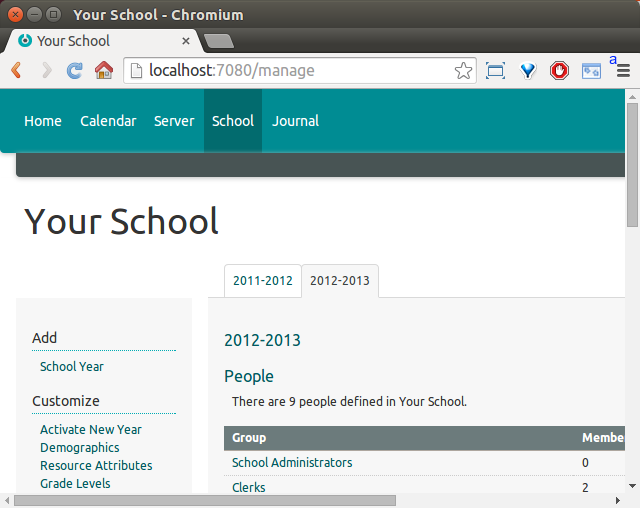 Your School - Chromium
Your School
localhost:7080/manage
a
Home Calendar Server School Journal
Your School
2011-2012 2012-2013
Add
School Year
Customize
Activate New Year
Demographics
Resource Attributes
Grade Levels
2012-2013
People
There are 9 people defined in Your School.
Group Membe
School Administrators 0
Clerks 2